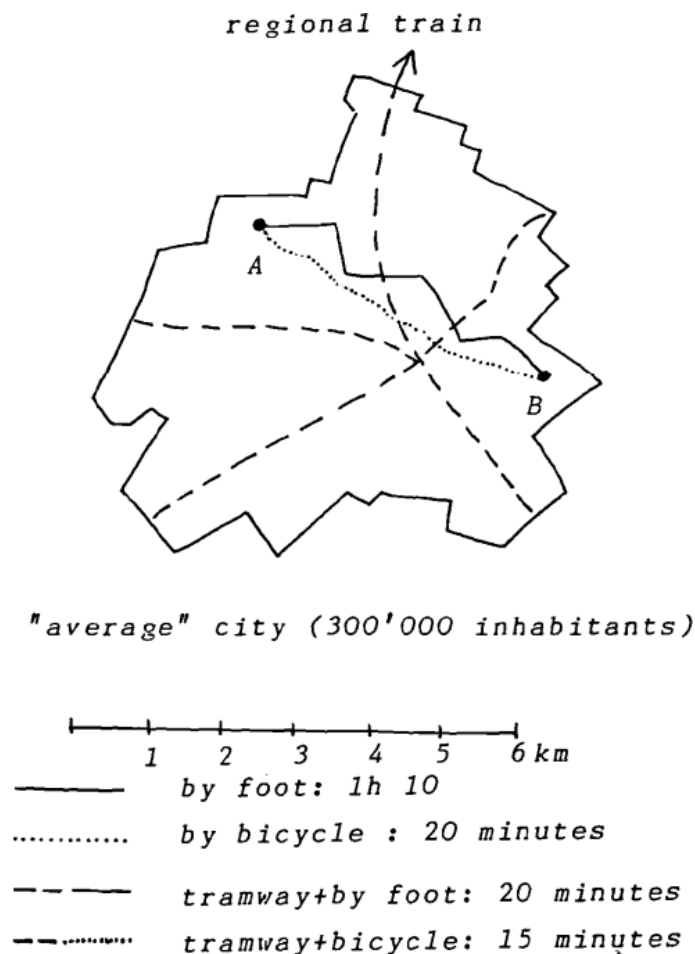 regional train
A
B
"average" city (300'000 inhabitants)
1 2 3 4 5 6 km
by foot: 1h 10
by bicycle : 20 minutes
tramway+by foot: 20 minutes
tramway+bicycle: 15 minutes